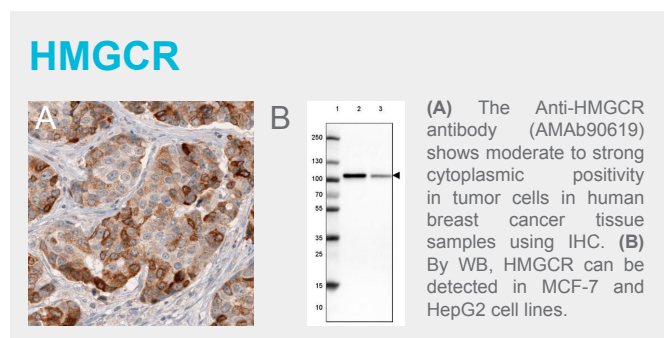 HMGCR
A
B
1 2 3
250
130
100
70
55
35
25
15
10
(A) The Anti-HMGCR
antibody (AMAb90619)
shows moderate to strong
cytoplasmic positivity
in tumor cells in human
breast cancer tissue
samples using IHC. (B)
By WB, HMGCR can be
detected in MCF-7 and
HepG2 cell lines.